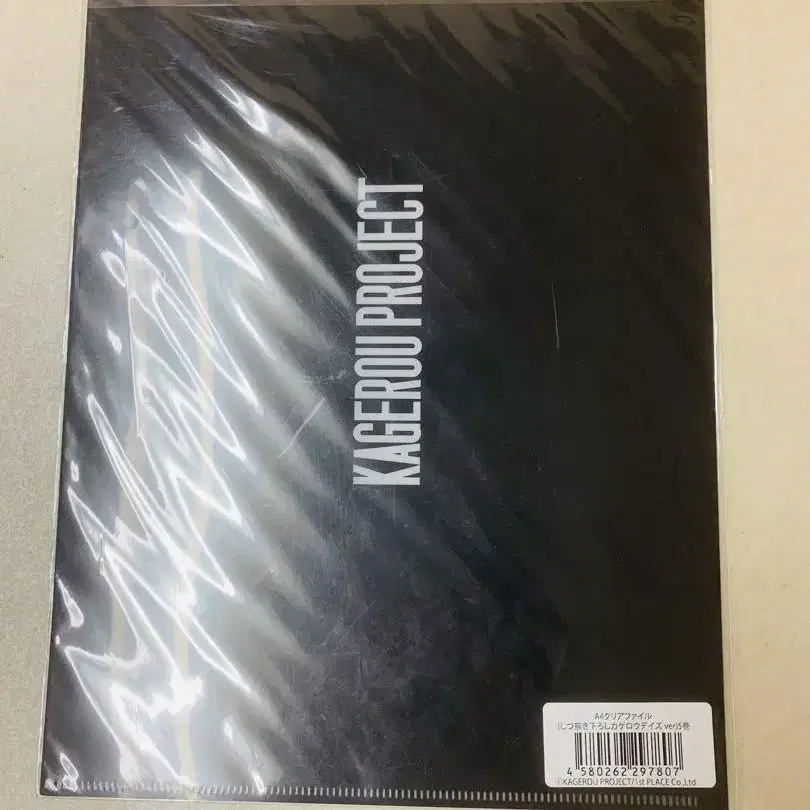 KAGEROU PROJECT
A4クリアファイル
(しづ描き下ろしカゲロウデイズ ver)5巻
4 580262 297807
©KAGEROU PROJECT/1st PLACE Co.,Ltd